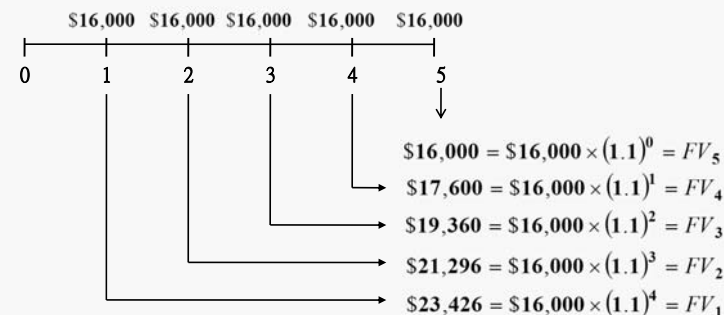 $16,000 $16,000 $16,000 $16,000 $16,000
0 1 2 3 4 5
$16,000 = $16,000 × (1.1)⁰ = FV₅
$17,600 = $16,000 × (1.1)¹ = FV₄
$19,360 = $16,000 × (1.1)² = FV₃
$21,296 = $16,000 × (1.1)³ = FV₂
$23,426 = $16,000 × (1.1)⁴ = FV₁